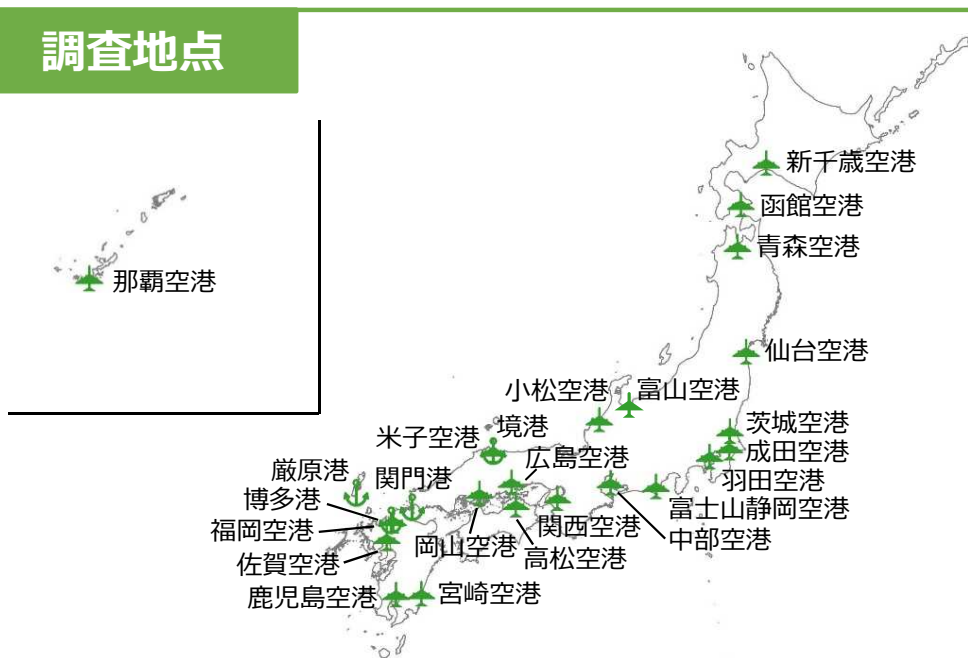 調査地点
新千歳空港
函館空港
青森空港
那覇空港
仙台空港
小松空港
富山空港
境港
米子空港
茨城空港
成田空港
広島空港
羽田空港
厳原港
関門港
博多港
富士山静岡空港
福岡空港
関西空港
中部空港
岡山空港
高松空港
佐賀空港
鹿児島空港
宮崎空港